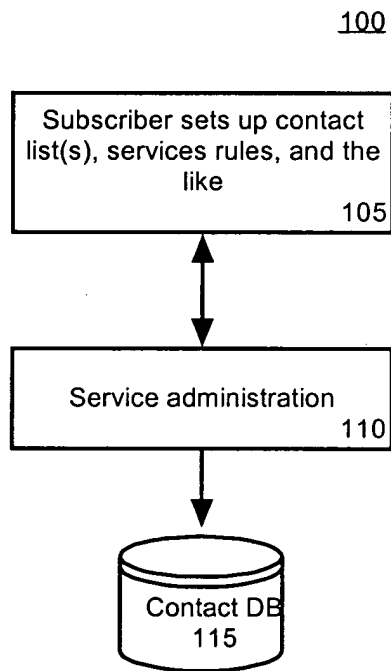 100
Subscriber sets up contact
list(s), services rules, and the
like
105
Service administration
110
Contact DB
115